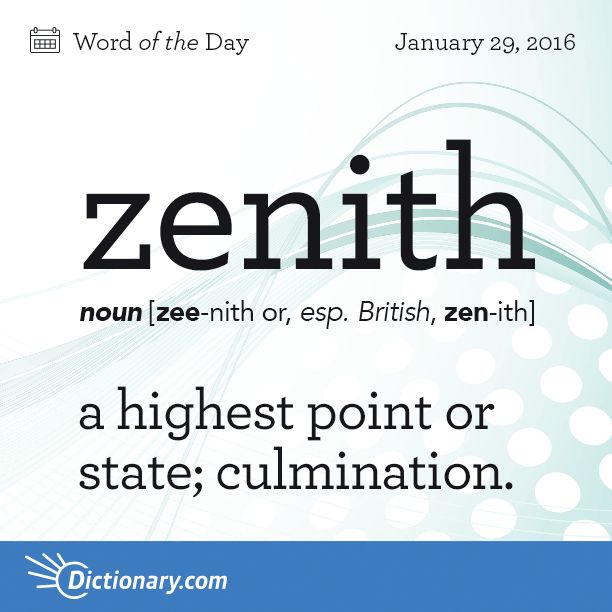 Word of the Day
January 29, 2016
zenith
noun [zee-nith or, esp. British, zen-ith]
a highest point or
state; culmination.
Dictionary.com